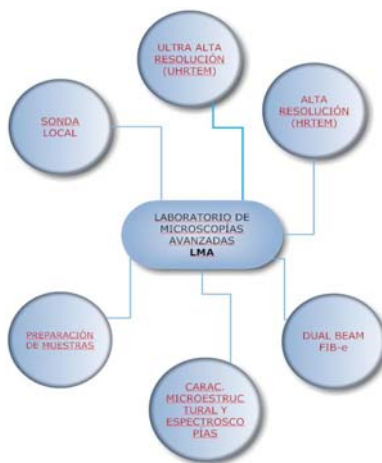 ULTRA ALTA
RESOLUCIÓN
(UHRTEM)
ALTA
RESOLUCIÓN
(HRTEM)
SONDA
LOCAL
LABORATORIO DE
MICROSCOPÍAS
AVANZADAS
LMA
PREPARACIÓN
DE MUESTRAS
DUAL BEAM
FIB-e
CARAC.
MICROESTRUC
TURAL Y
ESPECTROSCO
PÍAS